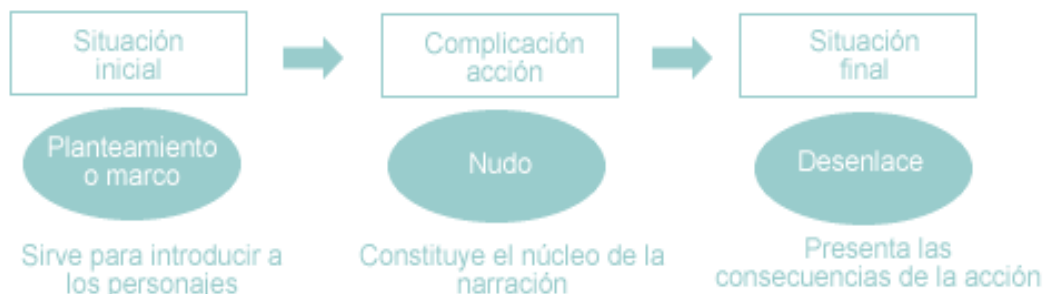 Situación
inicial
Complicación
acción
Situación
final
Planteamiento
o marco
Nudo
Desenlace
Sirve para introducir a
los personajes
Constituye el núcleo de la
narración
Presenta las
consecuencias de la acción